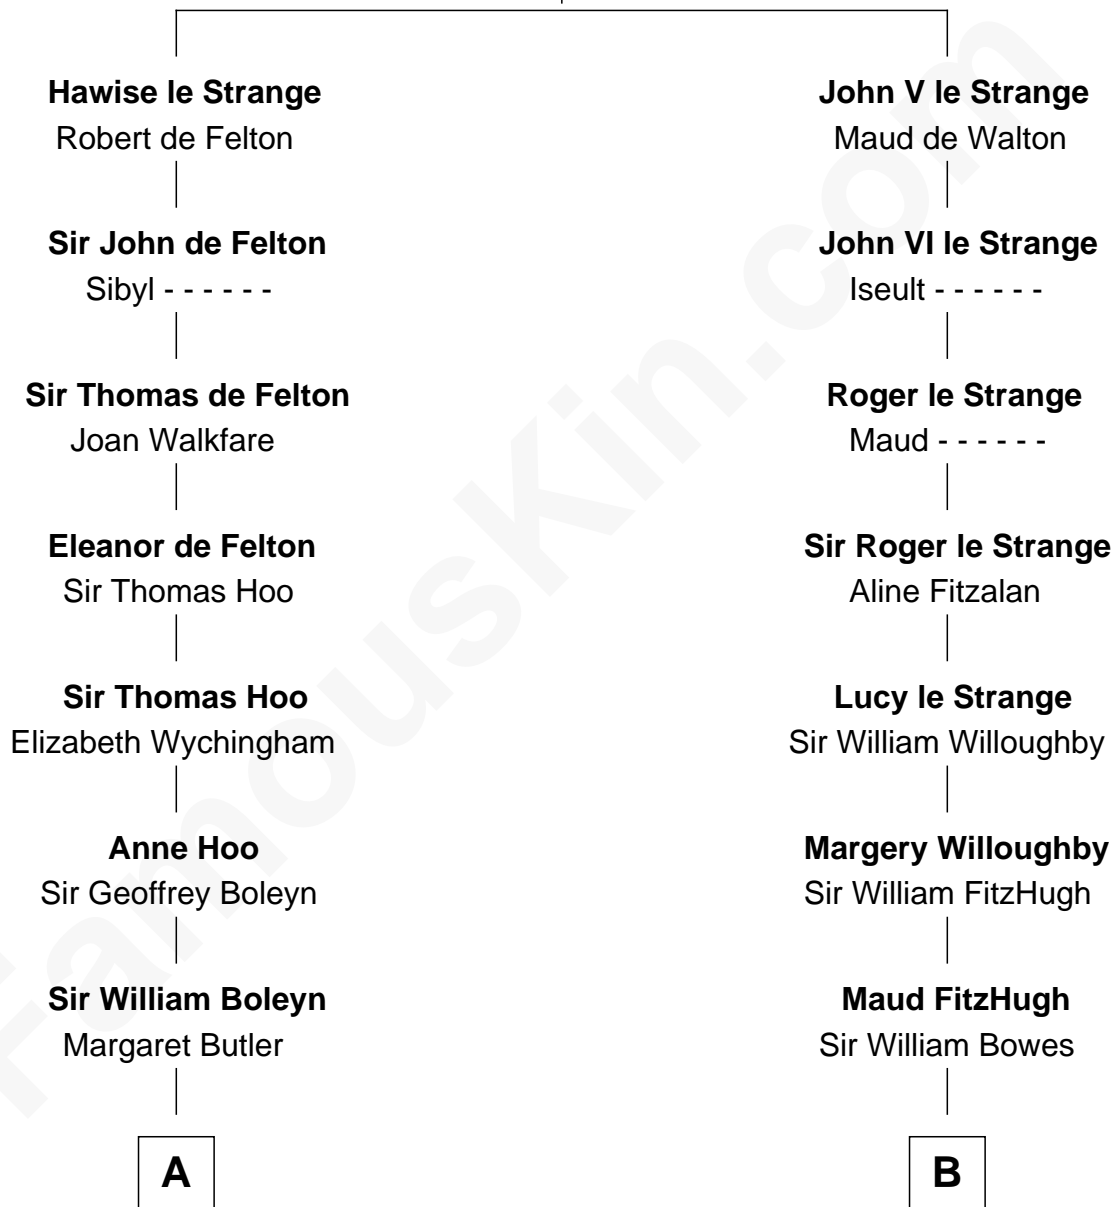 Hawise le Strange
Robert de Felton
Sir John de Felton
Sibyl - - - - - -
Sir Thomas de Felton
Joan Walkfare
Eleanor de Felton
Sir Thomas Hoo
Sir Thomas Hoo
Elizabeth Wychingham
Anne Hoo
Sir Geoffrey Boleyn
Sir William Boleyn
Margaret Butler
A
John V le Strange
Maud de Walton
John VI le Strange
Iseult - - - - - -
Roger le Strange
Maud - - - - - -
Sir Roger le Strange
Aline Fitzalan
Lucy le Strange
Sir William Willoughby
Margery Willoughby
Sir William FitzHugh
Maud FitzHugh
Sir William Bowes
B
FamousKin.com